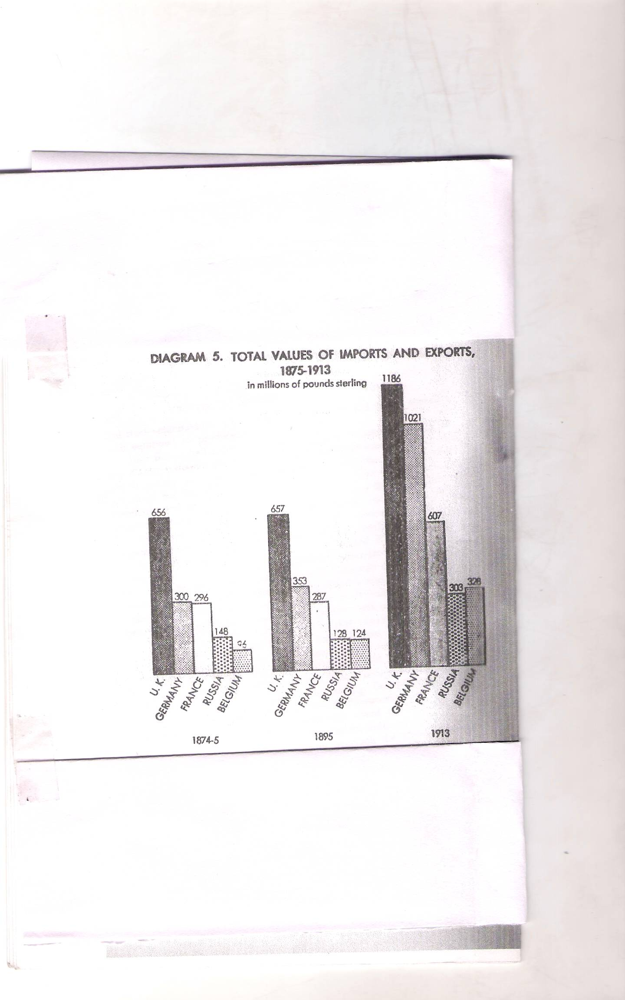 DIAGRAM 5. TOTAL VALUES OF IMPORTS AND EXPORTS,
1875-1913
in millions of pounds sterling
656
300
296
148
96
657
353
287
128
124
1186
1021
607
303
328
U. K.
GERMANY
FRANCE
RUSSIA
BELGIUM
U. K.
GERMANY
FRANCE
RUSSIA
BELGIUM
U. K.
GERMANY
FRANCE
RUSSIA
BELGIUM
1874-5
1895
1913